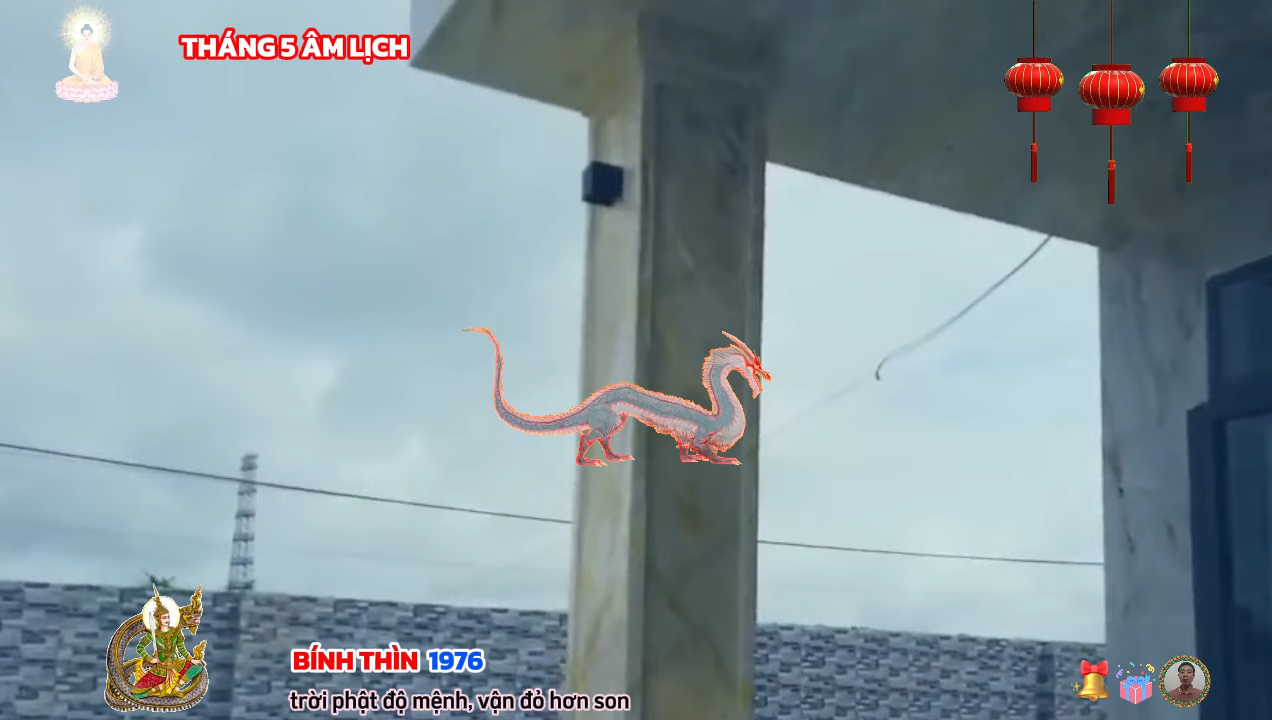 THÁNG 5 ÂM LỊCH
BÍNH THÌN 1976
trời phật độ mệnh, vận đỏ hơn son